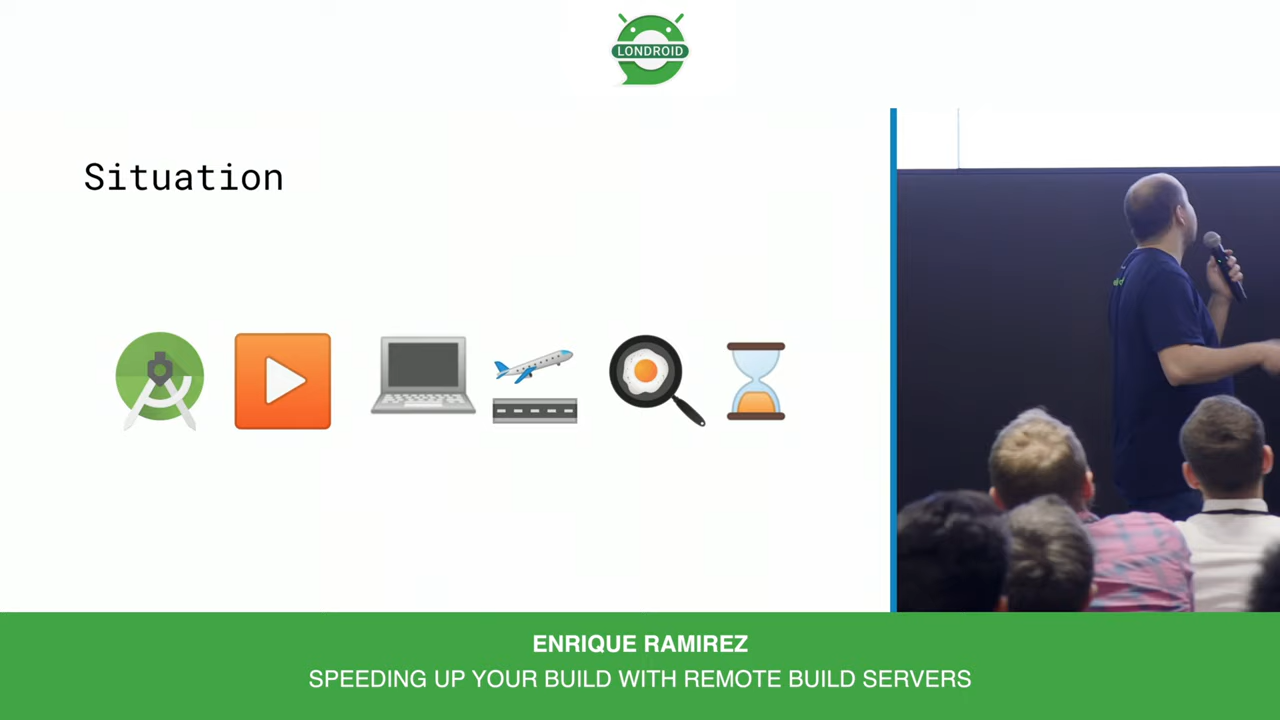 LONDROID
Situation
ENRIQUE RAMIREZ
SPEEDING UP YOUR BUILD WITH REMOTE BUILD SERVERS